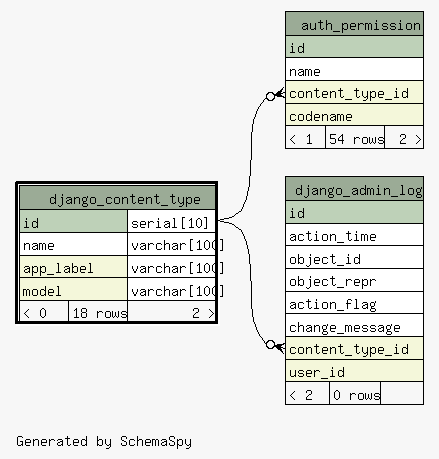 auth_permission
id
name
content_type_id
codename
< 1 54 rows 2 >
django_content_type
id serial[10]
name varchar[100]
app_label varchar[100]
model varchar[100]
< 0 18 rows 2 >
django_admin_log
id
action_time
object_id
object_repr
action_flag
change_message
content_type_id
user_id
< 2 0 rows
Generated by SchemaSpy